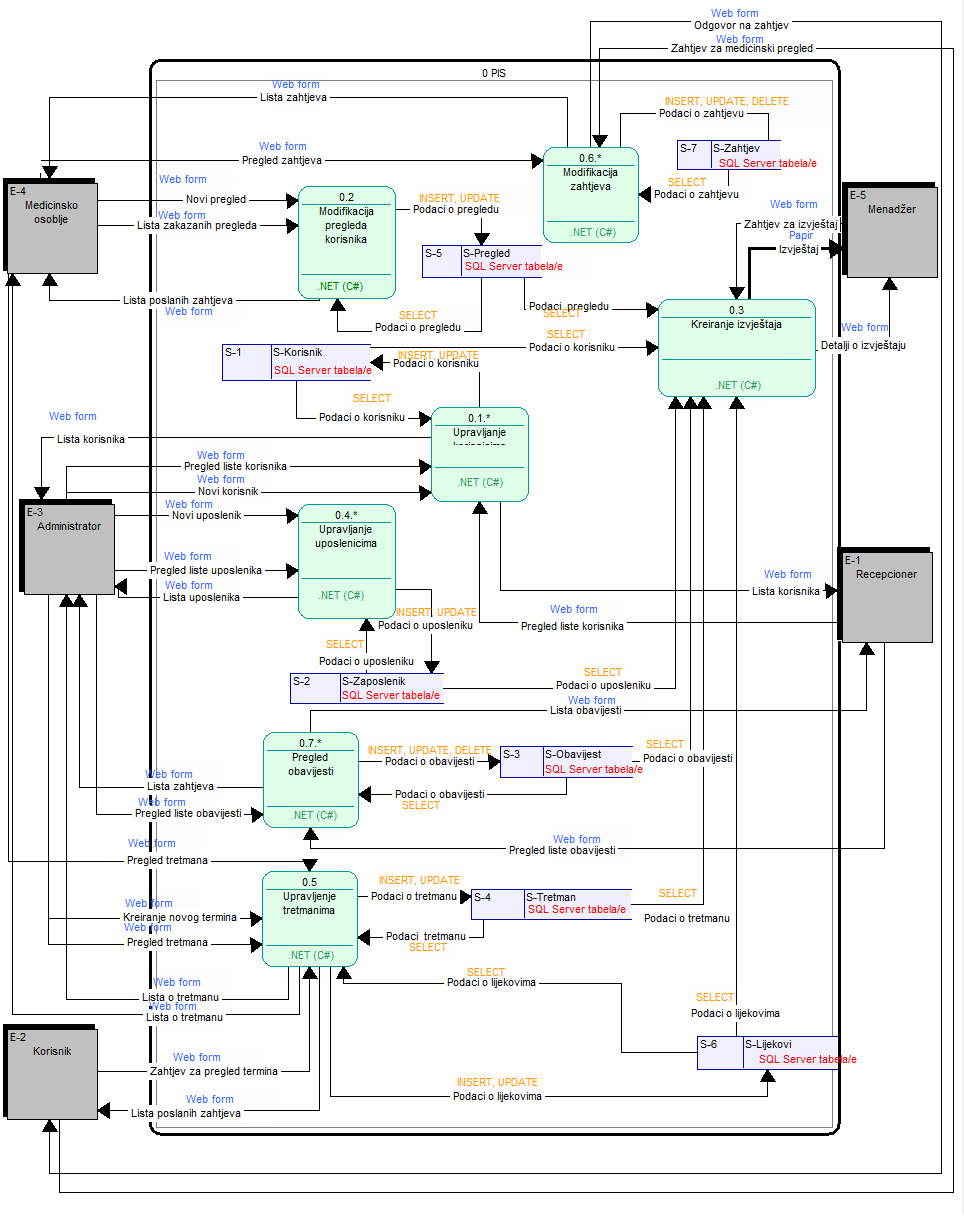 Web form
Odgovor na zahtjev
Web form
Zahtjev za medicinski pregled
0 PIS
Web form
Lista zahtjeva
INSERT, UPDATE, DELETE
Podaci o zahtjevu
Web form
Pregled zahtjeva
0.6.*
Modifikacija
zahtjeva
.NET (C#)
S-7
S-Zahtjev
SQL Server tabela/e
SELECT
Podaci o zahtjevu
E-4
Medicinsko
osoblje
Web form
Novi pregled
Web form
Lista zakazanih pregleda
0.2
Modifikacija
pregleda
korisnika
.NET (C#)
INSERT, UPDATE
Podaci o pregledu
E-5
Menadžer
Web form
Zahtjev za izvještaj
Papir
Izvještaj
S-5
S-Pregled
SQL Server tabela/e
Lista poslanih zahtjeva
Web form
SELECT
Podaci o pregledu
Podaci pregledu
SELECT
0.3
Kreiranje izvještaja
.NET (C#)
Web form
Detalji o izvještaju
SELECT
Podaci o korisniku
S-1
S-Korisnik
SQL Server tabela/e
INSERT, UPDATE
Podaci o korisniku
SELECT
Podaci o korisniku
0.1.*
Upravljanje
.NET (C#)
Web form
Lista korisnika
Web form
Pregled liste korisnika
Web form
Novi korisnik
E-3
Administrator
Web form
Novi uposlenik
Web form
Pregled liste uposlenika
Web form
Lista uposlenika
0.4.*
Upravljanje
uposlenicima
.NET (C#)
INSERT, UPDATE
Podaci o uposleniku
SELECT
Podaci o uposleniku
E-1
Recepcioner
Web form
Lista korisnika
Web form
Pregled liste korisnika
S-2
S-Zaposlenik
SQL Server tabela/e
SELECT
Podaci o uposleniku
Web form
Lista obavijesti
0.7.*
Pregled
obavijesti
.NET (C#)
INSERT, UPDATE, DELETE
Podaci o obavijesti
S-3
S-Obavijest
SQL Server tabela/e
SELECT
Podaci o obavijesti
Podaci o obavijesti
SELECT
Web form
Lista zahtjeva
Web form
Pregled liste obavijesti
Web form
Pregled liste obavijesti
Web form
Pregled tretmana
0.5
Upravljenje
tretmanima
.NET (C#)
INSERT, UPDATE
Podaci o tretmanu
S-4
S-Tretman
SQL Server tabela/e
SELECT
Podaci o tretmanu
Podaci tretmanu
SELECT
Web form
Kreiranje novog termina
Web form
Pregled tretmana
SELECT
Podaci o lijekovima
Web form
Lista o tretmanu
Web form
Lista o tretmanu
SELECT
Podaci o lijekovima
S-6
S-Lijekovi
SQL Server tabela/e
E-2
Korisnik
Web form
Zahtjev za pregled termina
INSERT, UPDATE
Podaci o lijekovima
Web form
Lista poslanih zahtjeva